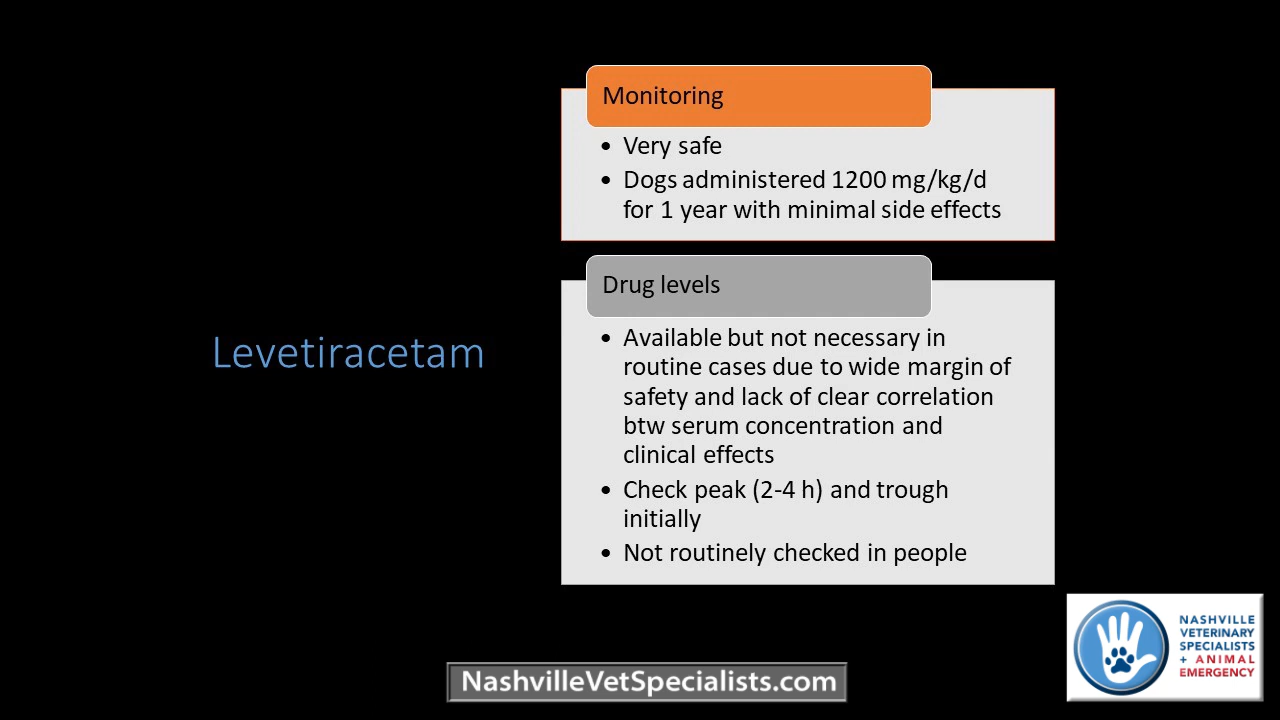 Levetiracetam
Monitoring
• Very safe
• Dogs administered 1200 mg/kg/d
for 1 year with minimal side effects
Drug levels
• Available but not necessary in
routine cases due to wide margin of
safety and lack of clear correlation
btw serum concentration and
clinical effects
• Check peak (2-4 h) and trough
initially
• Not routinely checked in people
NashvilleVetSpecialists.com
NASHVILLE
VETERINARY
SPECIALISTS
+ ANIMAL
EMERGENCY